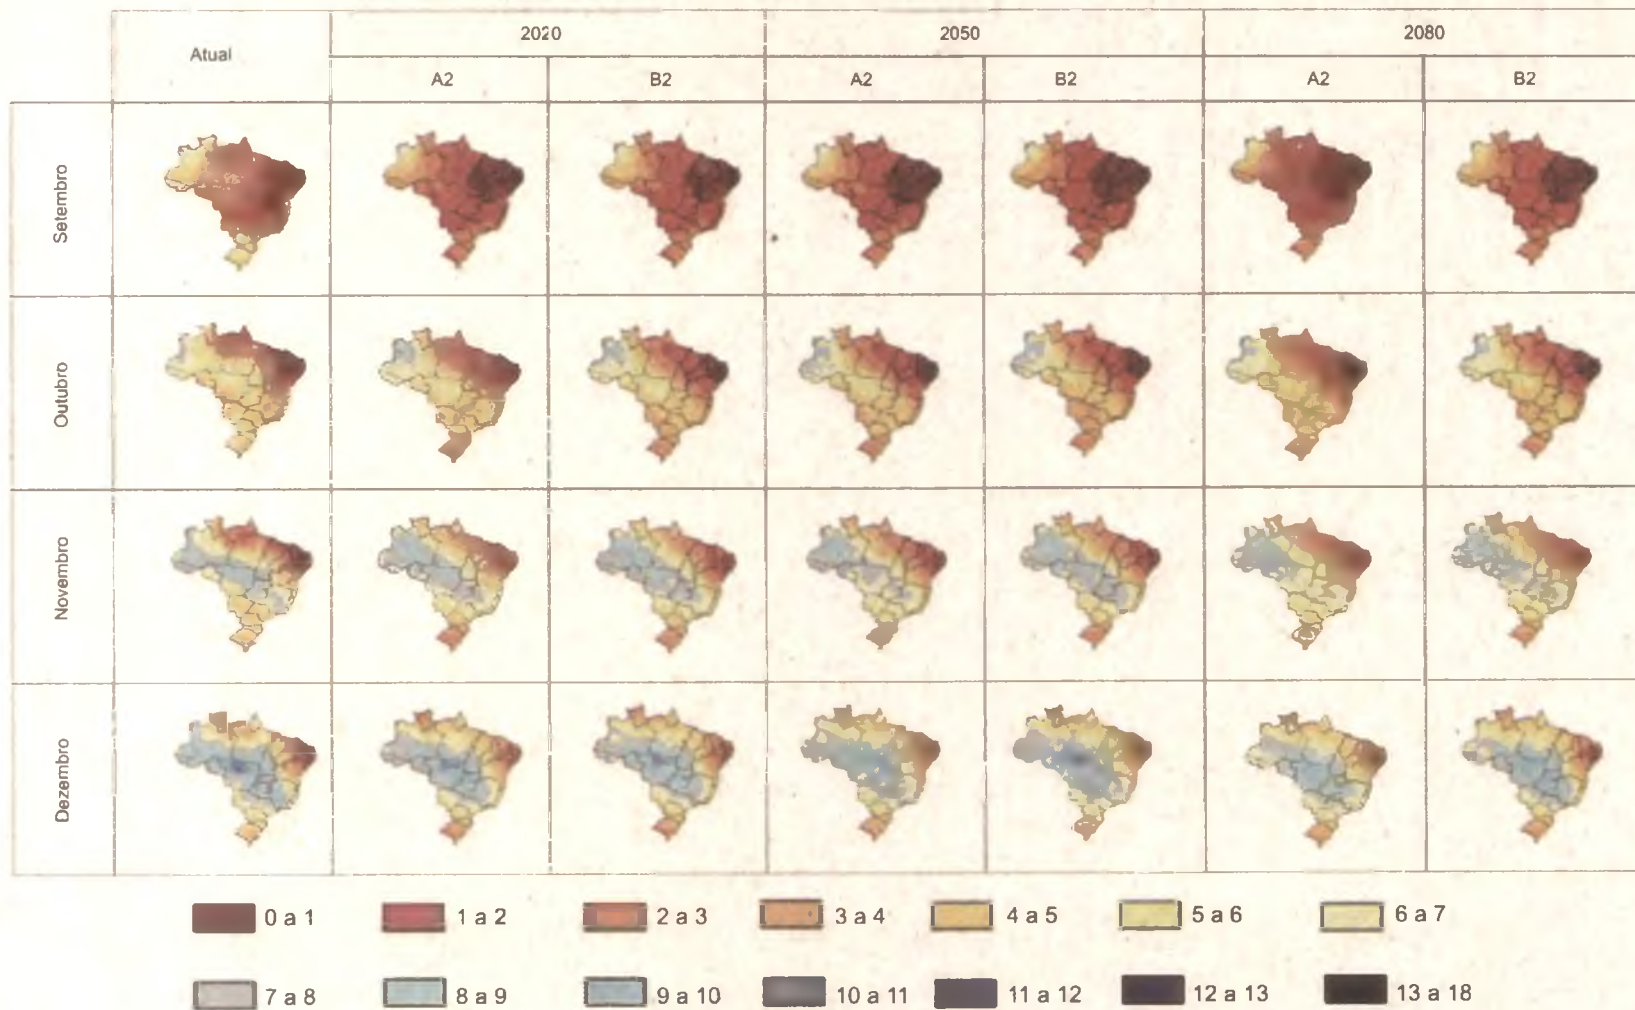 Atual
2020
2050
2080
A2
B2
A2
B2
A2
B2
Setembro
Outubro
Novembro
Dezembro
0 a 1
1 a 2
2 a 3
3 a 4
4 a 5
5 a 6
6 a 7
7 a 8
8 a 9
9 a 10
10 a 11
11 a 12
12 a 13
13 a 18